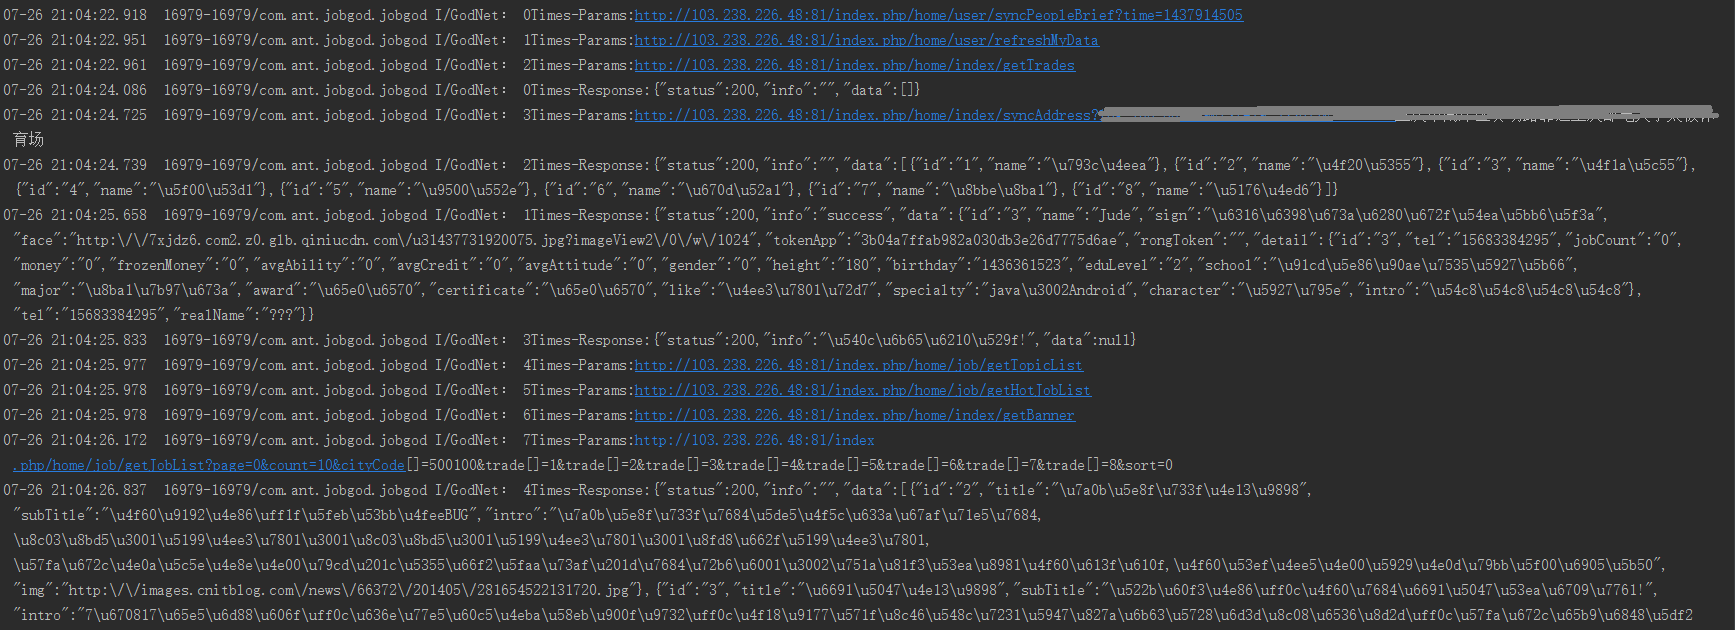 07-26 21:04:22.918 16979-16979/com.ant.jobgod.jobgod I/GodNet: 0Times-Params:http://103.238.226.48:81/index.php/home/user/syncPeopleBrief?time=1437914505
07-26 21:04:22.951 16979-16979/com.ant.jobgod.jobgod I/GodNet: 1Times-Params:http://103.238.226.48:81/index.php/home/user/refreshMyData
07-26 21:04:22.961 16979-16979/com.ant.jobgod.jobgod I/GodNet: 2Times-Params:http://103.238.226.48:81/index.php/home/index/getTrades
07-26 21:04:24.086 16979-16979/com.ant.jobgod.jobgod I/GodNet: 0Times-Response:{"status":200,"info":"","data":[]}
07-26 21:04:24.725 16979-16979/com.ant.jobgod.jobgod I/GodNet: 3Times-Params:http://103.238.226.48:81/index.php/home/index/syncAddress?
育场
07-26 21:04:24.739 16979-16979/com.ant.jobgod.jobgod I/GodNet: 2Times-Response:{"status":200,"info":"","data":[{"id":"1","name":"\u793c\u4eea"},{"id":"2","name":"\u4f20\u5355"},{"id":"3","name":"\u4f1a\u5c55"},
{"id":"4","name":"\u5f00\u53d1"},{"id":"5","name":"\u9500\u552e"},{"id":"6","name":"\u670d\u52a1"},{"id":"7","name":"\u8bbe\u8ba1"},{"id":"8","name":"\u5176\u4ed6"}]}
07-26 21:04:25.658 16979-16979/com.ant.jobgod.jobgod I/GodNet: 1Times-Response:{"status":200,"info":"success","data":{"id":"3","name":"Jude","sign":"\u6316\u6398\u673a\u6280\u672f\u54ea\u5bb6\u5f3a",
"face":"http:\/\/7xjdz6.com2.z0.glb.qiniucdn.com\/u31437731920075.jpg?imageView2\/0\/w\/1024","tokenApp":"3b04a7ffab982a030db3e26d7775d6ae","rongToken":"","detail":{"id":"3","tel":"15683384295","jobCount":"0",
"money":"0","frozenMoney":"0","avgAbility":"0","avgCredit":"0","avgAttitude":"0","gender":"0","height":"180","birthday":"1436361523","eduLevel":"2","school":"\u91cd\u5e86\u90ae\u7535\u5927\u5b66",
"major":"\u8ba1\u7b97\u673a","award":"\u65e0\u6570","certificate":"\u65e0\u6570","like":"\u4ee3\u7801\u72d7","specialty":"java\u3002Android","character":"\u5927\u795e","intro":"\u54c8\u54c8\u54c8\u54c8"},
"tel":"15683384295","realName":"???"}}
07-26 21:04:25.833 16979-16979/com.ant.jobgod.jobgod I/GodNet: 3Times-Response:{"status":200,"info":"\u540c\u6b65\u6210\u529f!","data":null}
07-26 21:04:25.977 16979-16979/com.ant.jobgod.jobgod I/GodNet: 4Times-Params:http://103.238.226.48:81/index.php/home/job/getTopicList
07-26 21:04:25.978 16979-16979/com.ant.jobgod.jobgod I/GodNet: 5Times-Params:http://103.238.226.48:81/index.php/home/job/getHotJobList
07-26 21:04:25.978 16979-16979/com.ant.jobgod.jobgod I/GodNet: 6Times-Params:http://103.238.226.48:81/index.php/home/index/getBanner
07-26 21:04:26.172 16979-16979/com.ant.jobgod.jobgod I/GodNet: 7Times-Params:http://103.238.226.48:81/index
.php/home/job/getJobList?page=0&count=10&cityCode[]=500100&trade[]=1&trade[]=2&trade[]=3&trade[]=4&trade[]=5&trade[]=6&trade[]=7&trade[]=8&sort=0
07-26 21:04:26.837 16979-16979/com.ant.jobgod.jobgod I/GodNet: 4Times-Response:{"status":200,"info":"","data":[{"id":"2","title":"\u7a0b\u5e8f\u733f\u4e13\u9898",
"subTitle":"\u4f60\u9192\u4e86\uff1f\u5feb\u53bb\u4feeBUG","intro":"\u7a0b\u5e8f\u733f\u7684\u5de5\u4f5c\u633a\u67af\u71e5\u7684,
\u8c03\u8bd5\u3001\u5199\u4ee3\u7801\u3001\u8c03\u8bd5\u3001\u5199\u4ee3\u7801\u3001\u8fd8\u662f\u5199\u4ee3\u7801,
\u57fa\u672c\u4e0a\u5c5e\u4e8e\u4e00\u79cd\u201c\u5355\u66f2\u5faa\u73af\u201d\u7684\u72b6\u6001\u3002\u751a\u81f3\u53ea\u8981\u4f60\u613f\u610f,\u4f60\u53ef\u4ee5\u4e00\u5929\u4e0d\u79bb\u5f00\u6905\u5b50",
"img":"http:\/\/images.cnitblog.com\/news\/66372\/201405\/281654522131720.jpg"},{"id":"3","title":"\u6691\u5047\u4e13\u9898","subTitle":"\u522b\u60f3\u4e86\uff0c\u4f60\u7684\u6691\u5047\u53ea\u6709\u7761!",
"intro":"7\u670817\u65e5\u6d88\u606f\uff0c\u636e\u77e5\u60c5\u4eba\u58eb\u900f\u9732\uff0c\u4f18\u9177\u571f\u8c46\u548c\u7231\u5947\u827a\u6b63\u5728\u6d3d\u8c08\u6536\u8d2d\uff0c\u57fa\u672c\u65b9\u6848\u5df2